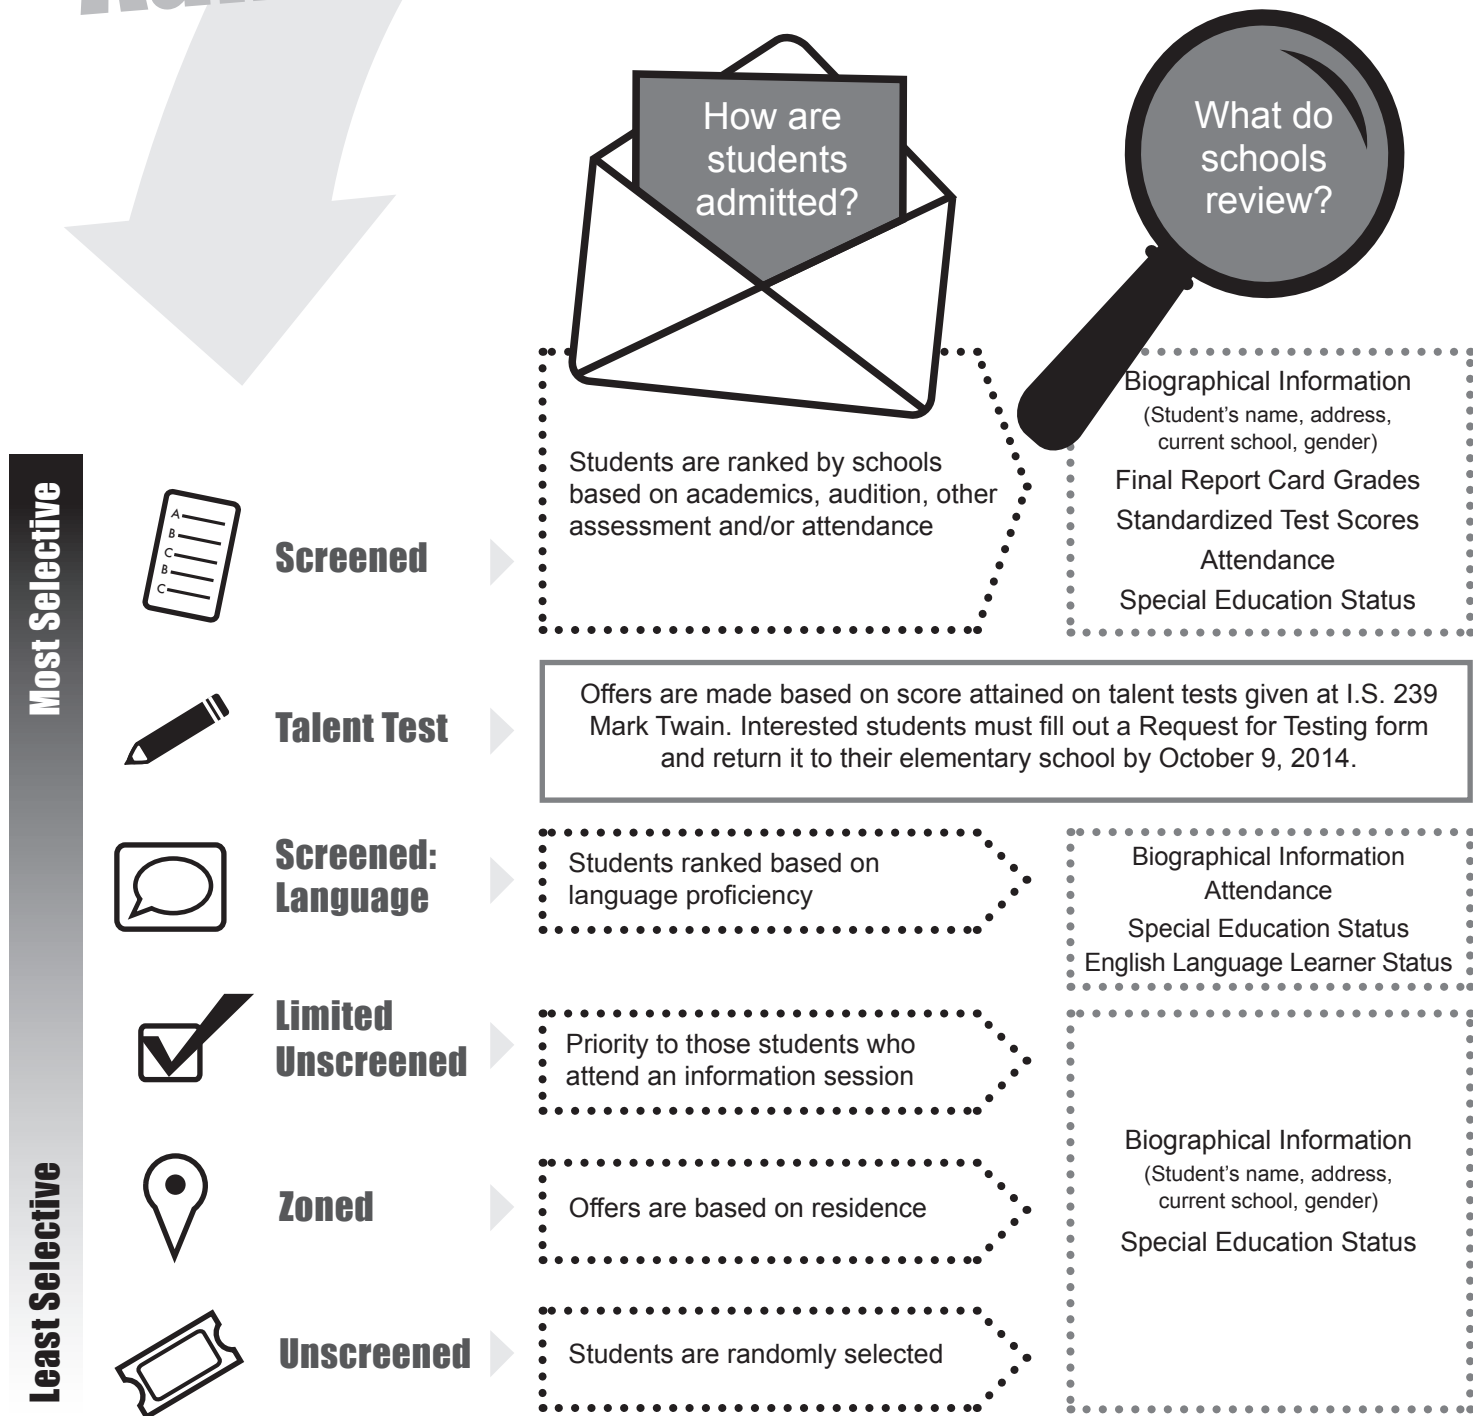 How are
students
admitted?
What do
schools
review?
Most Selective
Least Selective
A
B
C
B
C
Screened
Students are ranked by schools
based on academics, audition, other
assessment and/or attendance
Biographical Information
(Student's name, address,
current school, gender)
Final Report Card Grades
Standardized Test Scores
Attendance
Special Education Status
Talent Test
Offers are made based on score attained on talent tests given at I.S. 239
Mark Twain. Interested students must fill out a Request for Testing form
and return it to their elementary school by October 9, 2014.
Screened:
Language
Students ranked based on
language proficiency
Biographical Information
Attendance
Special Education Status
English Language Learner Status
Limited
Unscreened
Priority to those students who
attend an information session
Zoned
Offers are based on residence
Unscreened
Students are randomly selected
Biographical Information
(Student's name, address,
current school, gender)
Special Education Status